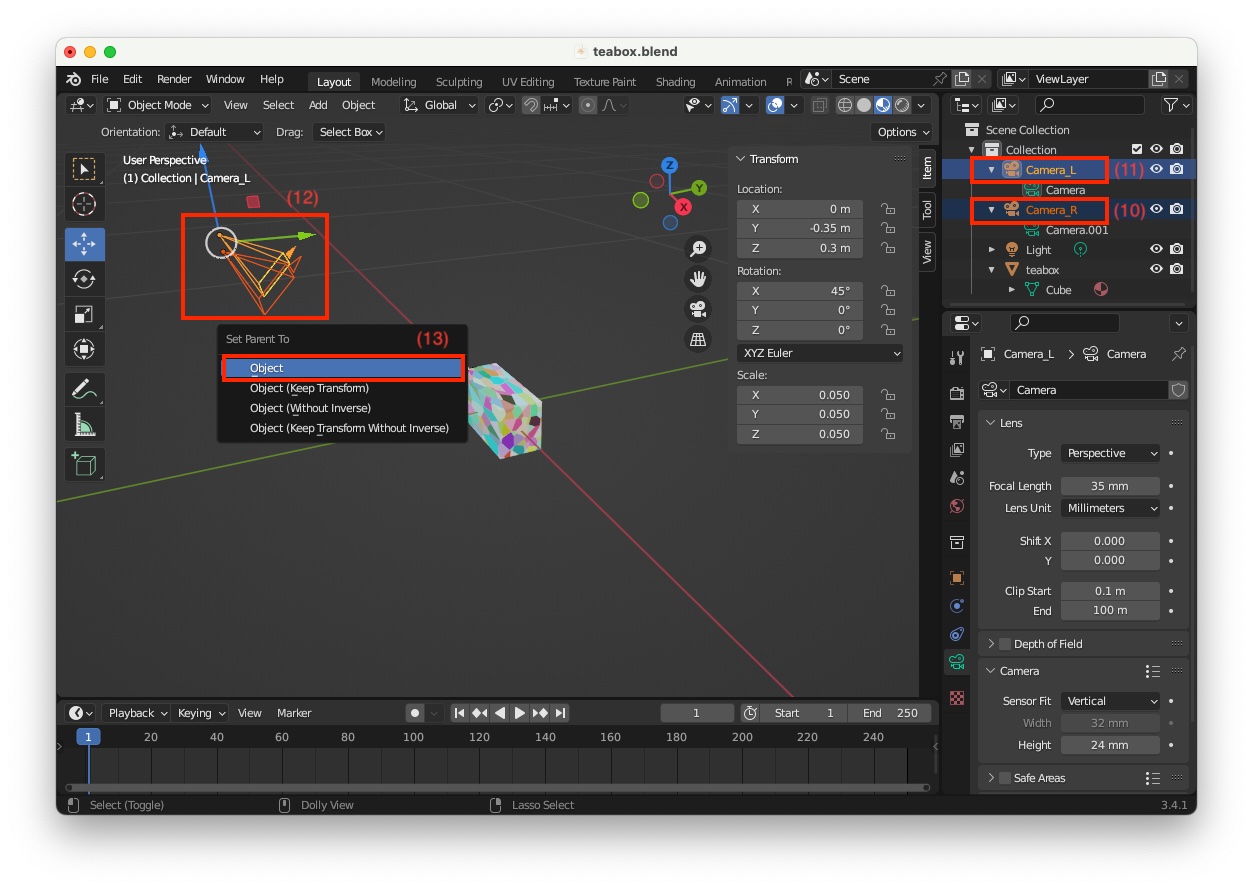 teabox.blend
File Edit Render Window Help Layout Modeling Sculpting UV Editing Texture Paint Shading Animation R Scene ViewLayer
Object Mode View Select Add Object Global
Orientation: Default Drag: Select Box Options
User Perspective
(1) Collection | Camera_L
(12)
Set Parent To (13)
Object
Object (Keep Transform)
Object (Without Inverse)
Object (Keep Transform Without Inverse)
Z
Y
X
Transform
Location:
X 0 m
Y -0.35 m
Z 0.3 m
Rotation:
X 45°
Y 0°
Z 0°
XYZ Euler
Scale:
X 0.050
Y 0.050
Z 0.050
Item
Tool
View
Scene Collection
Collection
Camera_L (11)
Camera
Camera_R (10)
Camera.001
Light
teabox
Cube
Camera_L > Camera
Camera
Lens
Type Perspective
Focal Length 35 mm
Lens Unit Millimeters
Shift X 0.000
Y 0.000
Clip Start 0.1 m
End 100 m
Depth of Field
Camera
Sensor Fit Vertical
Width 32 mm
Height 24 mm
Safe Areas
Playback Keying View Marker 1 Start 1 End 250
1 20 40 60 80 100 120 140 160 180 200 220 240
Select (Toggle) Dolly View Lasso Select 3.4.1